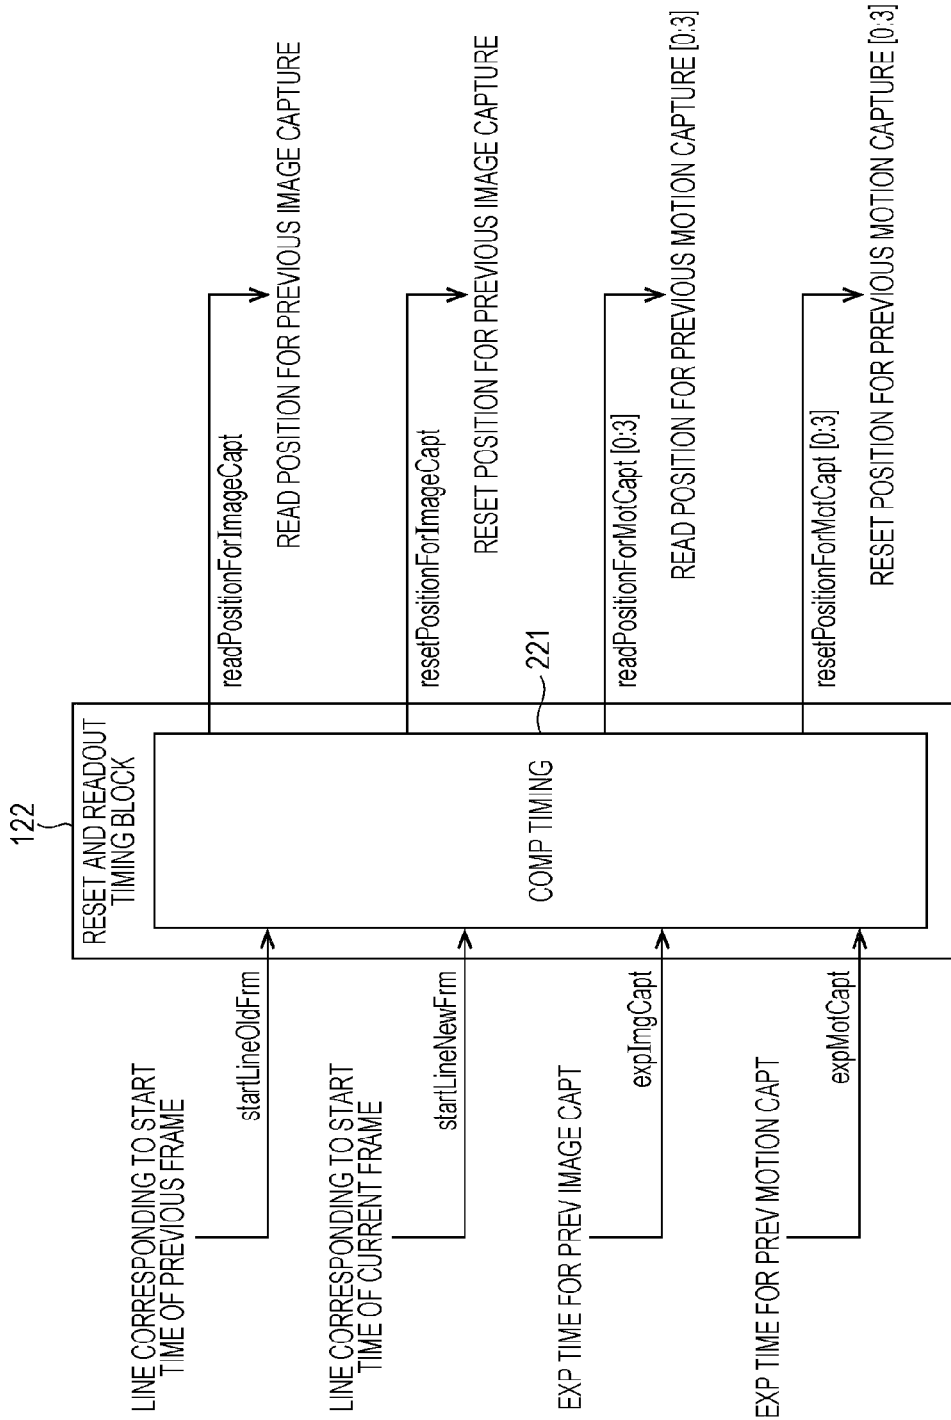 122
RESET AND READOUT
TIMING BLOCK
COMP TIMING
221
LINE CORRESPONDING TO START
TIME OF PREVIOUS FRAME
startLineOldFrm
LINE CORRESPONDING TO START
TIME OF CURRENT FRAME
startLineNewFrm
EXP TIME FOR PREV IMAGE CAPT
expImgCapt
EXP TIME FOR PREV MOTION CAPT
expMotCapt
readPositionForImageCapt
READ POSITION FOR PREVIOUS IMAGE CAPTURE
resetPositionForImageCapt
RESET POSITION FOR PREVIOUS IMAGE CAPTURE
readPositionForMotCapt [0:3]
READ POSITION FOR PREVIOUS MOTION CAPTURE [0:3]
resetPositionForMotCapt [0:3]
RESET POSITION FOR PREVIOUS MOTION CAPTURE [0:3]